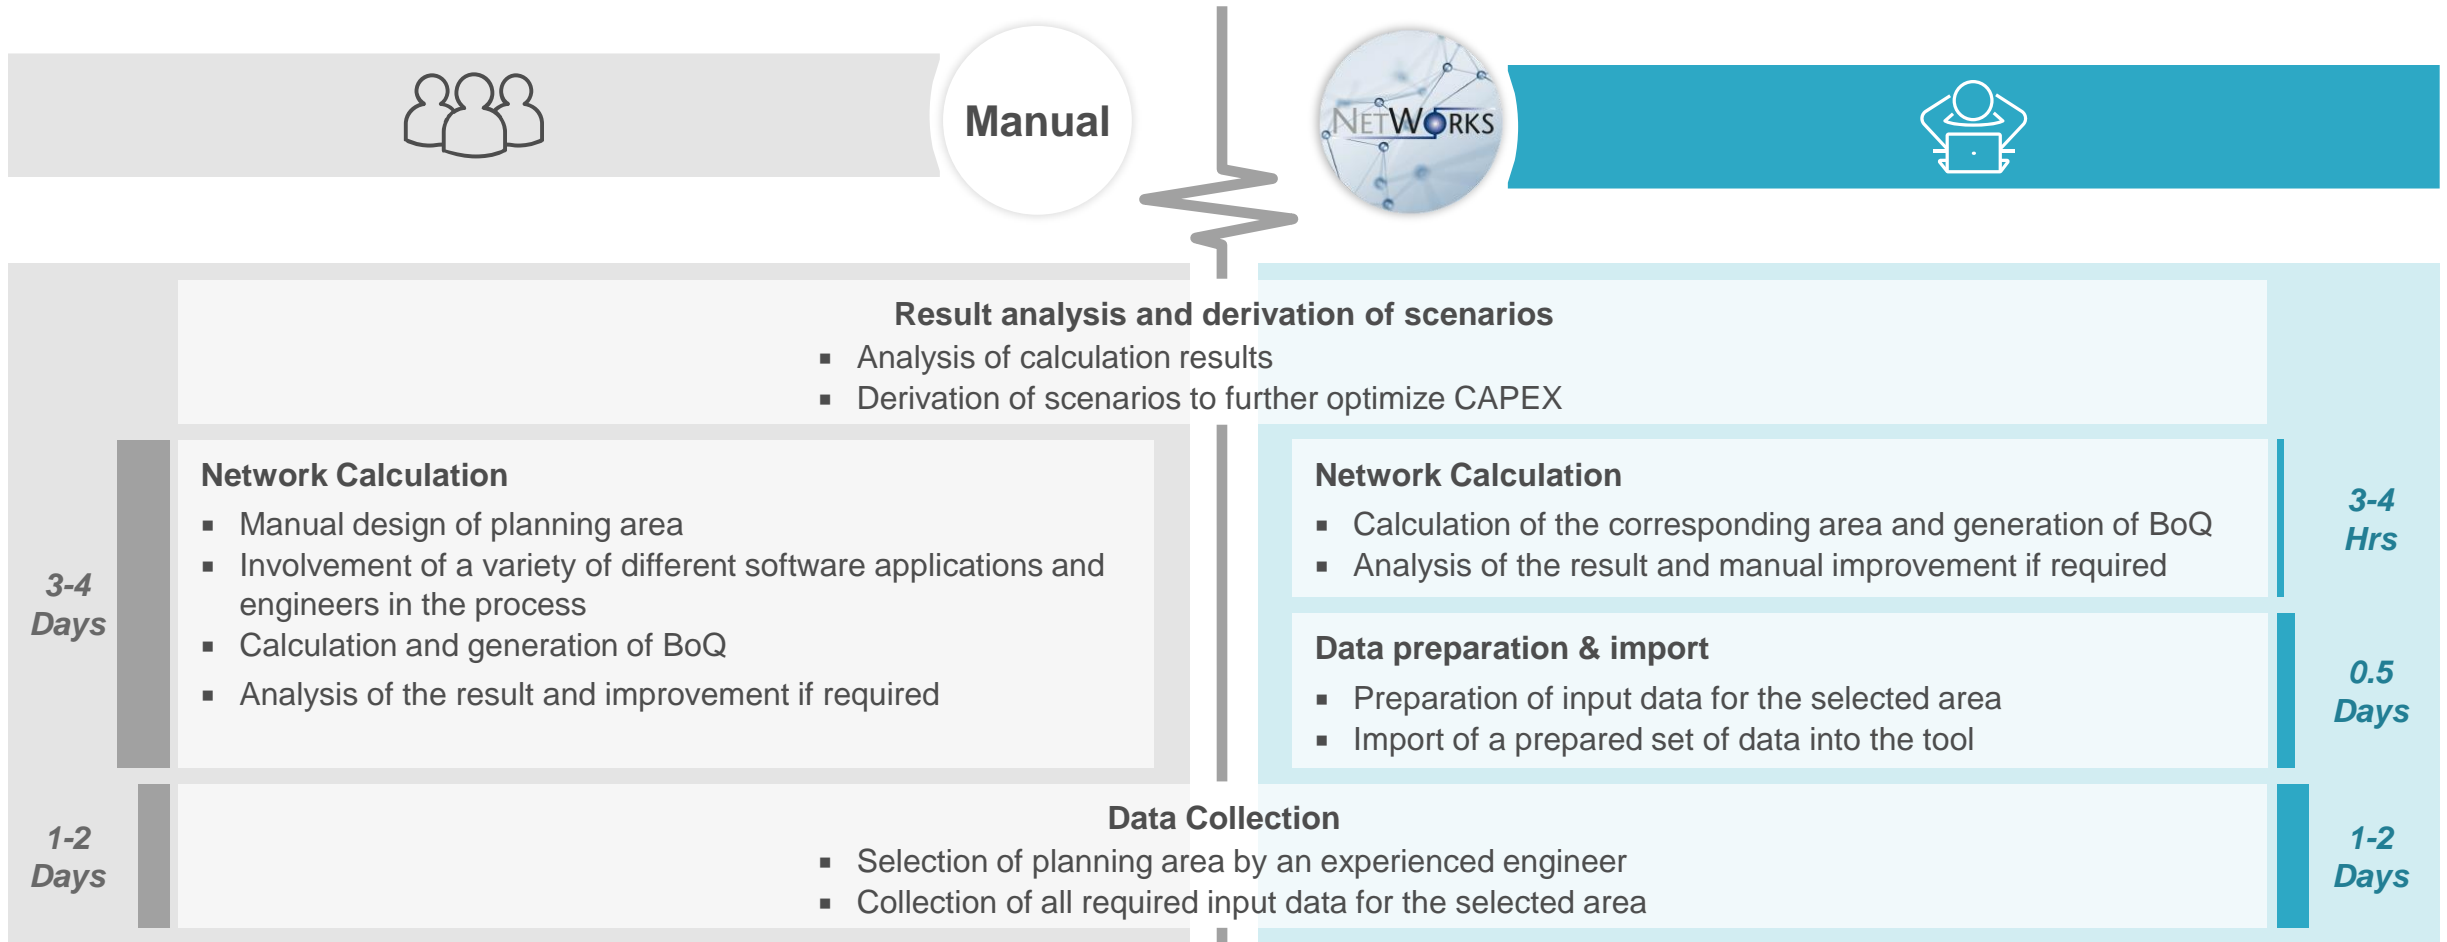 Manual
NETWORKS
Result analysis and derivation of scenarios
▪ Analysis of calculation results
▪ Derivation of scenarios to further optimize CAPEX
3-4
Days
Network Calculation
▪ Manual design of planning area
▪ Involvement of a variety of different software applications and
engineers in the process
▪ Calculation and generation of BoQ
▪ Analysis of the result and improvement if required
Network Calculation
▪ Calculation of the corresponding area and generation of BoQ
▪ Analysis of the result and manual improvement if required
3-4
Hrs
Data preparation & import
▪ Preparation of input data for the selected area
▪ Import of a prepared set of data into the tool
0.5
Days
1-2
Days
Data Collection
▪ Selection of planning area by an experienced engineer
▪ Collection of all required input data for the selected area
1-2
Days